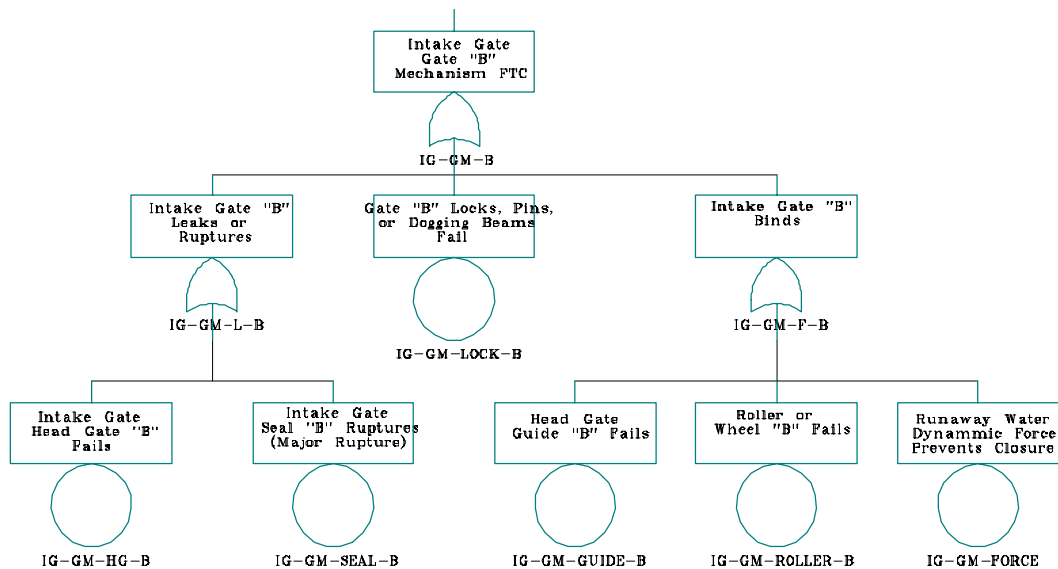 Intake Gate
Gate "B"
Mechanism FTC
IG-GM-B
Intake Gate "B"
Leaks or
Ruptures
IG-GM-L-B
Gate "B" Locks, Pins,
or Dogging Beams
Fail
IG-GM-LOCK-B
Intake Gate "B"
Binds
IG-GM-F-B
Intake Gate
Head Gate "B"
Fails
IG-GM-HG-B
Intake Gate
Seal "B" Ruptures
(Major Rupture)
IG-GM-SEAL-B
Head Gate
Guide "B" Fails
IG-GM-GUIDE-B
Roller or
Wheel "B" Fails
IG-GM-ROLLER-B
Runaway Water
Dynammic Force
Prevents Closure
IG-GM-FORCE